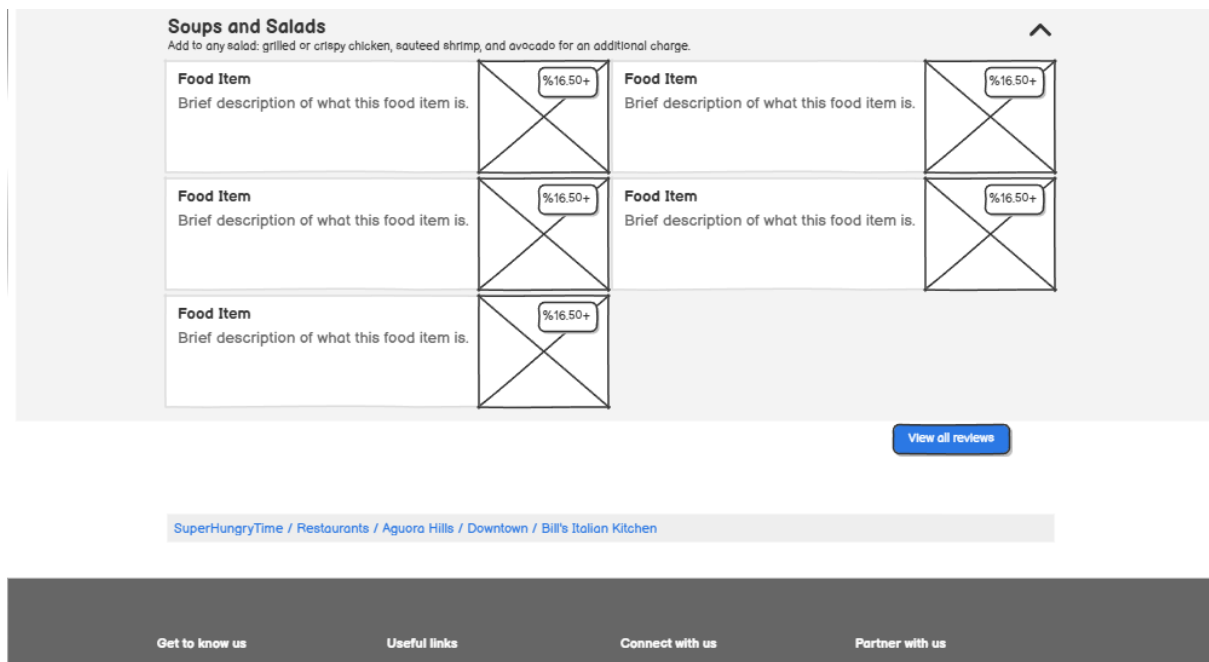 Soups and Salads
Add to any salad: grilled or crispy chicken, sauteed shrimp, and avocado for an additional charge.
Food Item
Brief description of what this food item is.
%16.50+
Food Item
Brief description of what this food item is.
%16.50+
Food Item
Brief description of what this food item is.
%16.50+
Food Item
Brief description of what this food item is.
%16.50+
Food Item
Brief description of what this food item is.
%16.50+
View all reviews
SuperHungryTime / Restaurants / Aguora Hills / Downtown / Bill's Italian Kitchen
Get to know us
Useful links
Connect with us
Partner with us